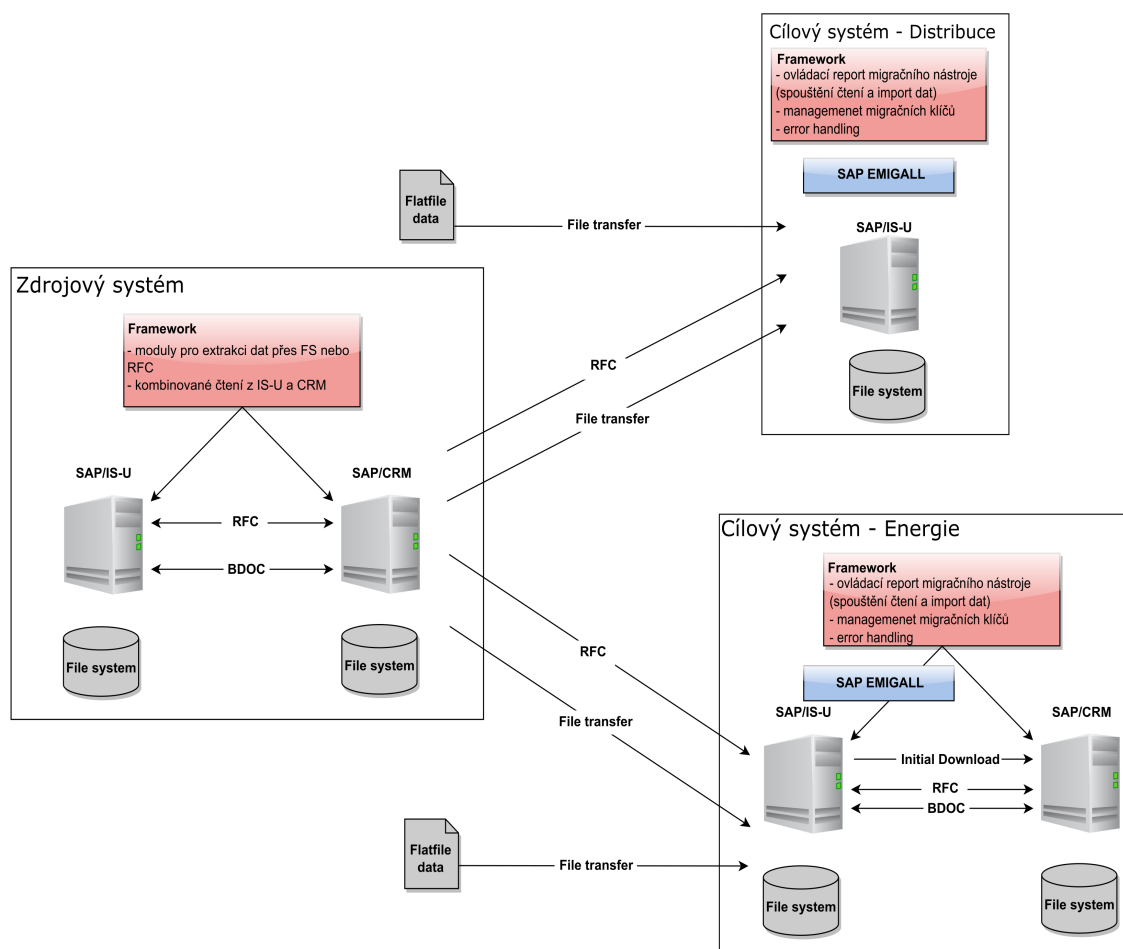 Cílový systém - Distribuce
Framework
- ovládací report migračního nástroje
(spouštění čtení a import dat)
- managemenet migračních klíčů
- error handling
SAP EMIGALL
SAP/IS-U
File system
Flatfile
data
File transfer
Zdrojový systém
Framework
- moduly pro extrakci dat přes FS nebo
RFC
- kombinované čtení z IS-U a CRM
SAP/IS-U
SAP/CRM
RFC
BDOC
File system
File system
RFC
File transfer
RFC
File transfer
Cílový systém - Energie
Framework
- ovládací report migračního nástroje
(spouštění čtení a import dat)
- managemenet migračních klíčů
- error handling
SAP EMIGALL
SAP/IS-U
SAP/CRM
Initial Download
RFC
BDOC
File system
File system
Flatfile
data
File transfer